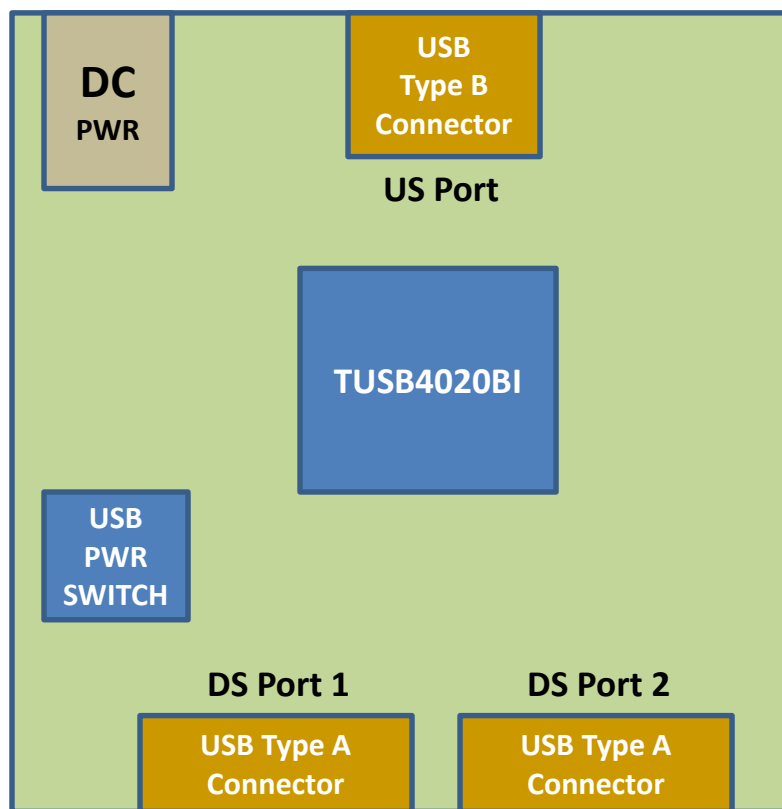 DC
PWR
USB
Type B
Connector
US Port
TUSB4020BI
USB
PWR
SWITCH
DS Port 1
DS Port 2
USB Type A
Connector
USB Type A
Connector